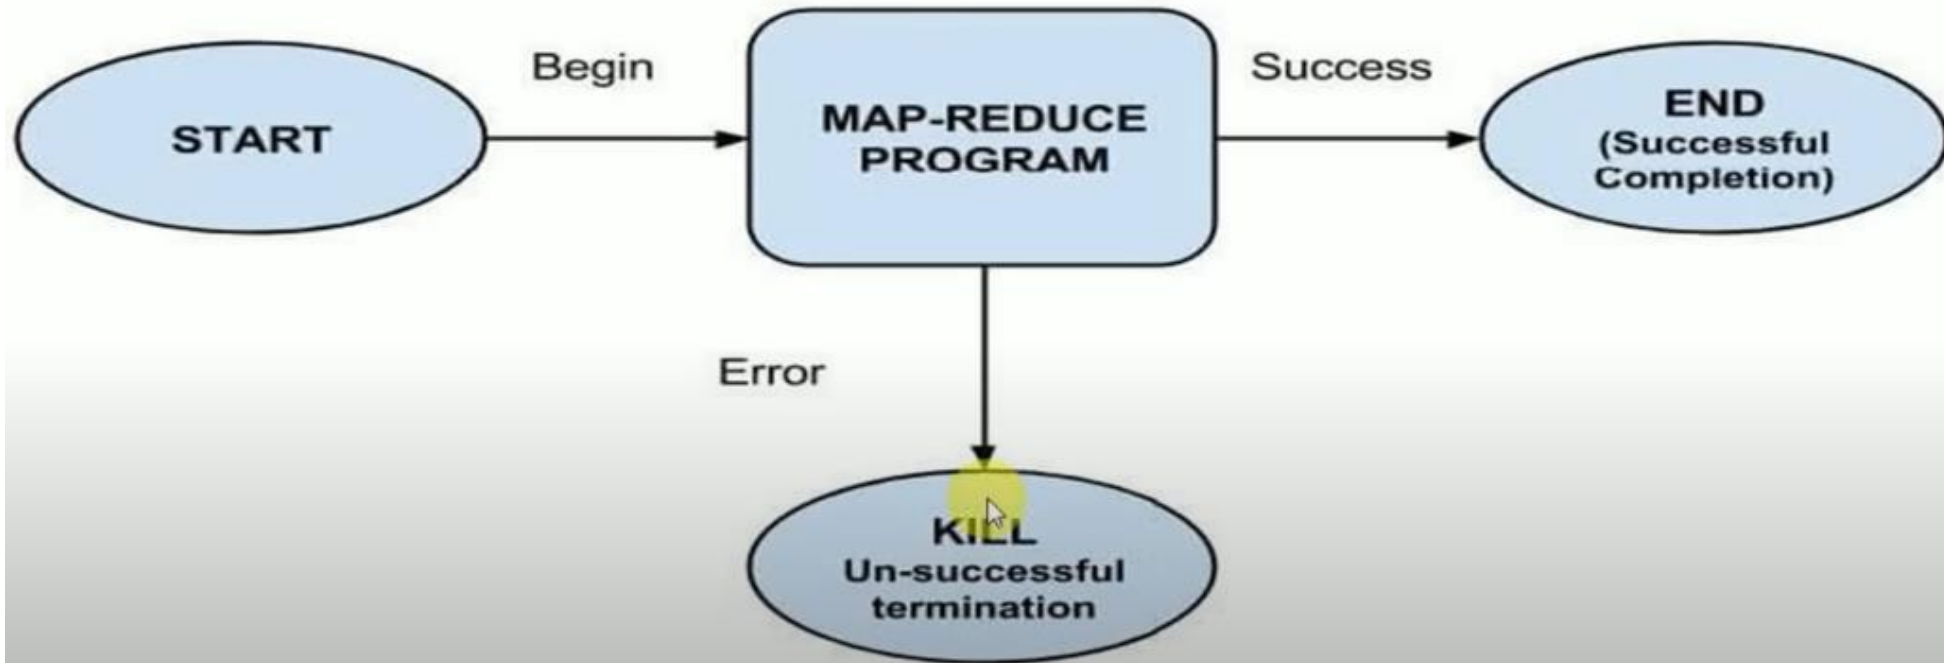 START
Begin
MAP-REDUCE
PROGRAM
Success
END
(Successful
Completion)
Error
KILL
Un-successful
termination